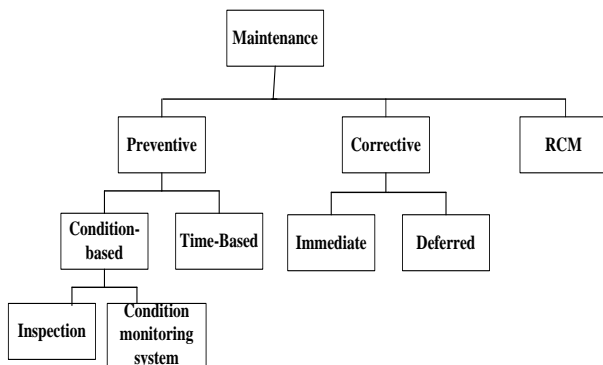 Maintenance
Preventive
Corrective
RCM
Condition-
based
Time-Based
Immediate
Deferred
Inspection
Condition
monitoring
system